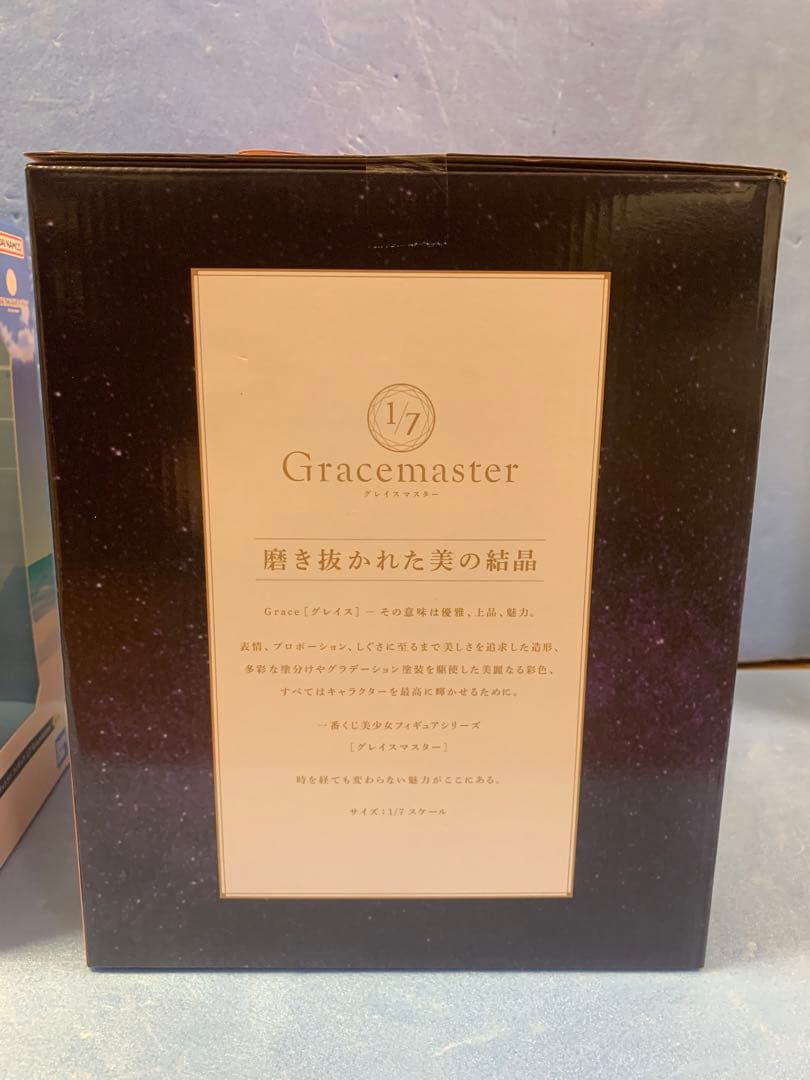 1/7
Gracemaster
グレイスマスター
磨き抜かれた美の結晶
Grace[グレイス] ― その意味は優雅、上品、魅力。
表情、プロポーション、しぐさに至るまで美しさを追求した造形、
多彩な塗分けやグラデーション塗装を駆使した美麗なる彩色、
すべてはキャラクターを最高に輝かせるために。
一番くじ美少女フィギュアシリーズ
[グレイスマスター]
時を経ても変わらない魅力がここにある。
サイズ：1/7 スケール